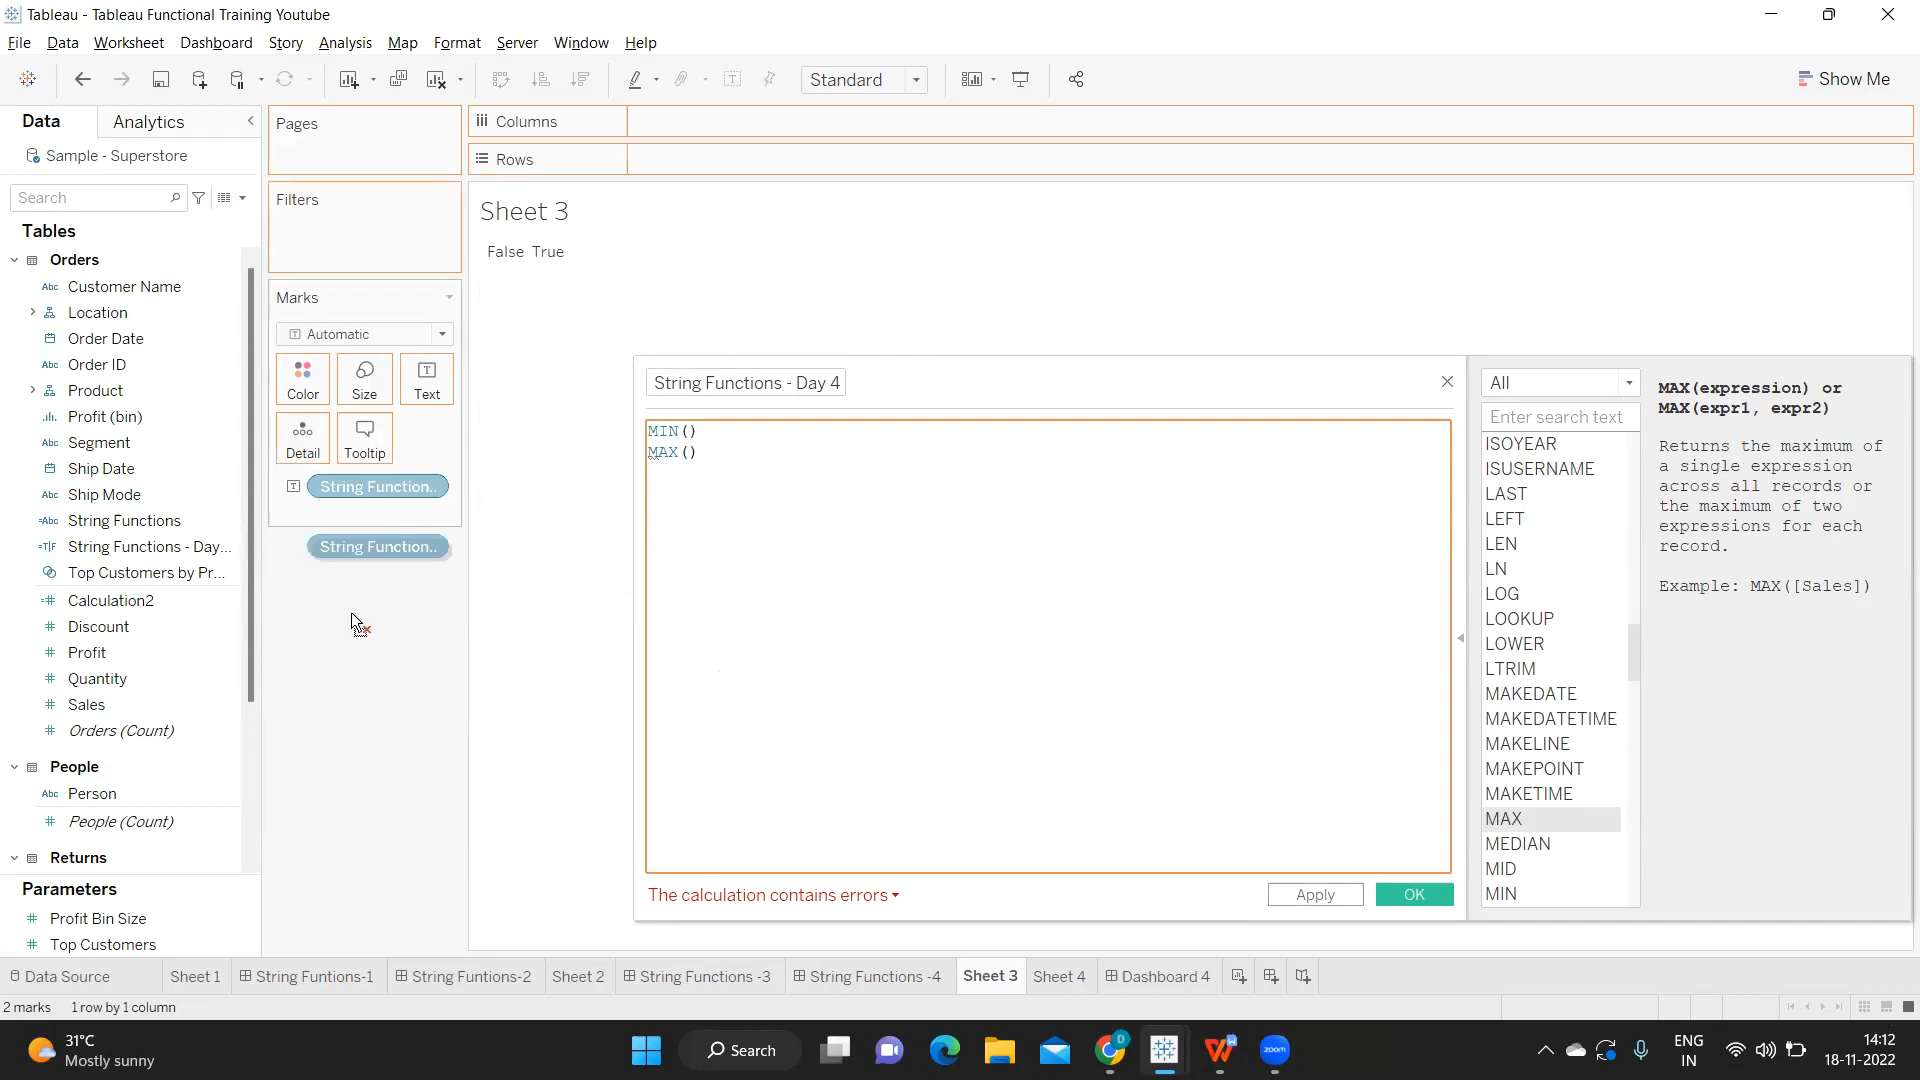 Tableau - Tableau Functional Training Youtube
File Data Worksheet Dashboard Story Analysis Map Format Server Window Help
Standard
Show Me
Data Analytics
Sample - Superstore
Search
Tables
Orders
Abc Customer Name
Location
Order Date
Abc Order ID
Product
Profit (bin)
Abc Segment
Ship Date
Abc Ship Mode
=Abc String Functions
=T|F String Functions - Day...
Top Customers by Pr...
=# Calculation2
# Discount
# Profit
# Quantity
# Sales
# Orders (Count)
People
Abc Person
# People (Count)
Returns
Parameters
# Profit Bin Size
# Top Customers
Pages
Filters
Marks
T Automatic
Color Size Text
Detail Tooltip
T String Function..
String Function..
Columns
Rows
Sheet 3
False True
String Functions - Day 4
MIN()
MAX()
The calculation contains errors
Apply OK
All
Enter search text
ISOYEAR
ISUSERNAME
LAST
LEFT
LEN
LN
LOG
LOOKUP
LOWER
LTRIM
MAKEDATE
MAKEDATETIME
MAKELINE
MAKEPOINT
MAKETIME
MAX
MEDIAN
MID
MIN
MAX(expression) or
MAX(expr1, expr2)
Returns the maximum of
a single expression
across all records or
the maximum of two
expressions for each
record.
Example: MAX([Sales])
Data Source Sheet 1 String Funtions-1 String Funtions-2 Sheet 2 String Functions -3 String Functions -4 Sheet 3 Sheet 4 Dashboard 4
2 marks 1 row by 1 column
31°C
Mostly sunny
Search
D
W
zoom
ENG
IN
14:12
18-11-2022